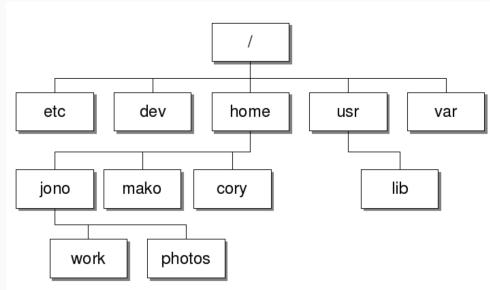 /
etc dev home usr var
jono mako cory lib
work photos